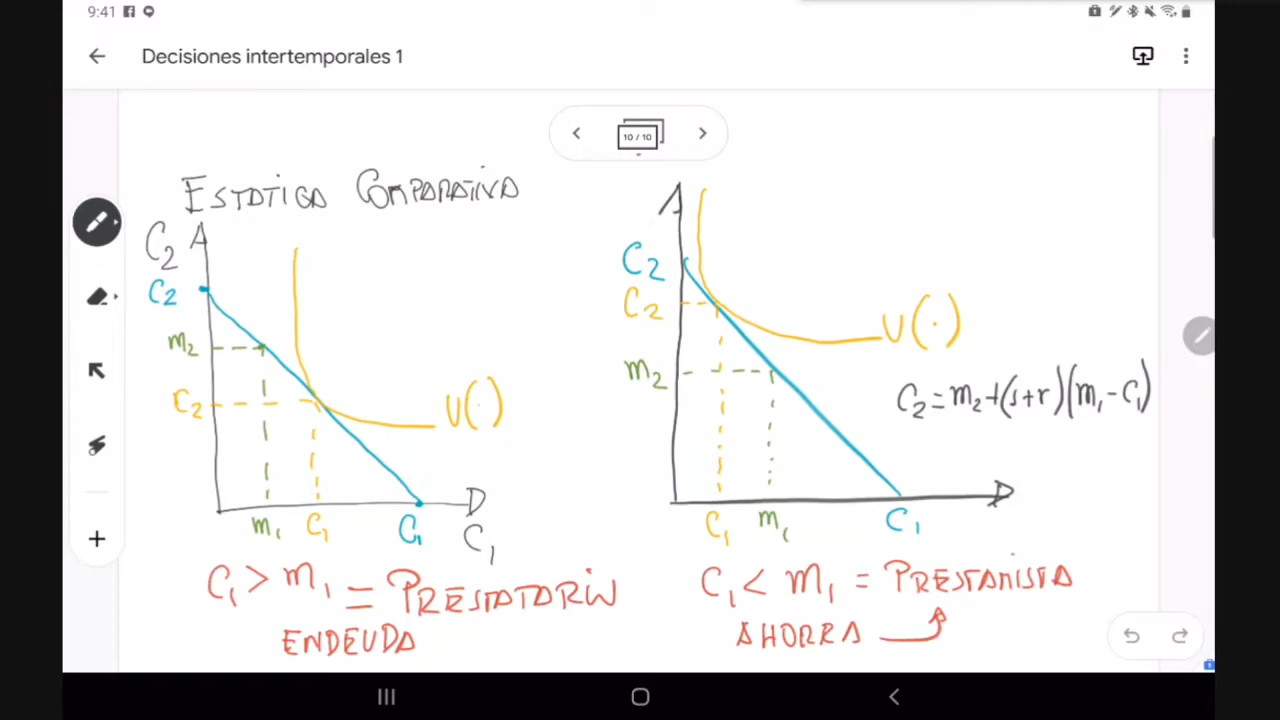 9:41
Decisiones intertemporales 1
10 / 10
ESTATICA COMPARATIVA
C2
C2
m2
C2
U(·)
m1 C1 C1 C1
C1 > m1 = PRESTATARIO
ENDEUDA
C2
C2
U(·)
m2
C2 = m2 + (1+r)(m1 - C1)
C1 m1 C1
C1 < m1 = PRESTAMISTA
AHORRA